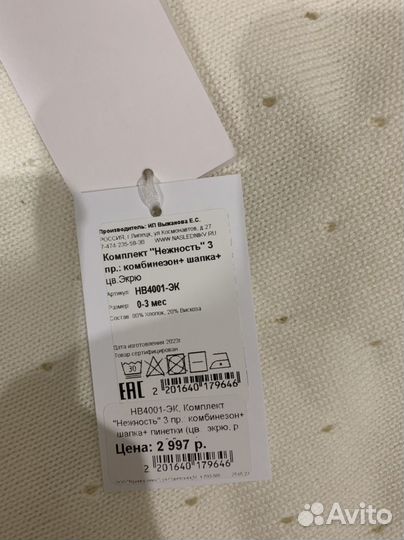 Производитель: ИП Выжанова Е.С.
РОССИЯ, г.Липецк, ул.Космонавтов, д.27
7-474-235-58-38 WWW.NASLEDNIKV.RU
Комплект "Нежность" 3
пр.: комбинезон+ шапка+
цв.Экрю
Артикул: НВ4001-ЭК
Размер: 0-3 мес
Состав: 80% Хлопок, 20% Вискоза
Дата изготовления 2023г
Товар сертифицирован
30
EAC
2 201640 179646
НВ4001-ЭК, Комплект
"Нежность" 3 пр. комбинезон+
шапка+ пинетки (цв. экрю, р
Цена: 2 997 р.
2 201640 179646
Avito